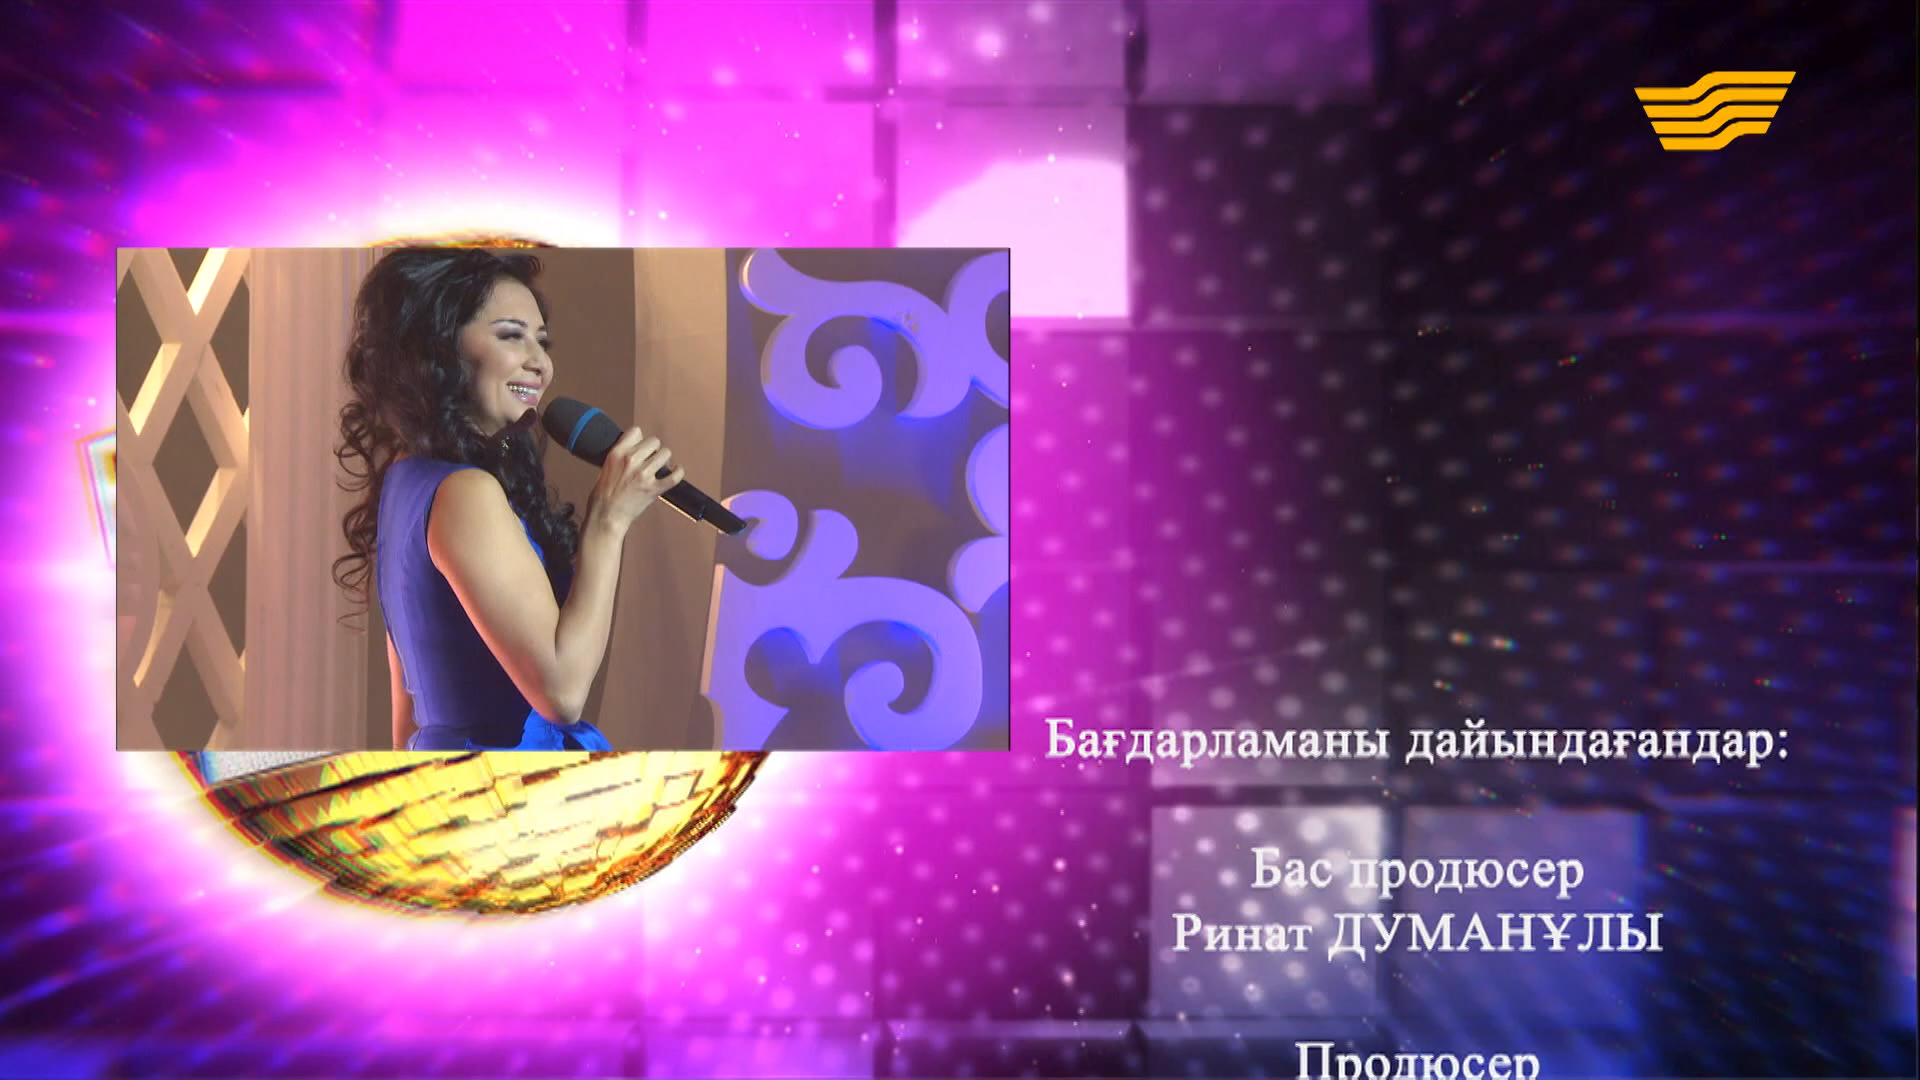 Бағдарламаны дайындағандар:
Бас продюсер
Ринат ДУМАНҰЛЫ
Продюсер